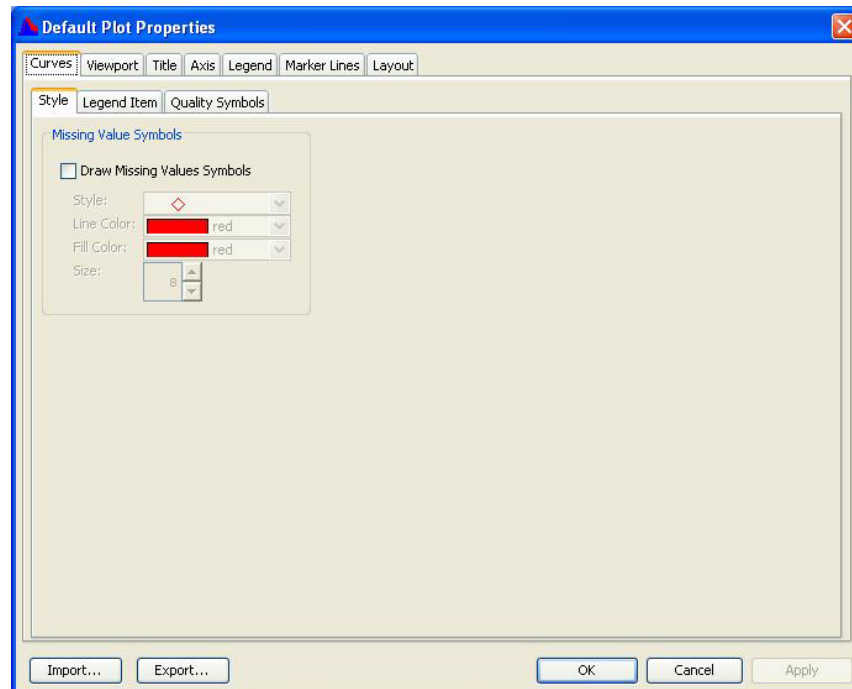 Default Plot Properties
Curves Viewport Title Axis Legend Marker Lines Layout
Style Legend Item Quality Symbols
Missing Value Symbols
Draw Missing Values Symbols
Style:
Line Color: red
Fill Color: red
Size: 8
Import... Export... OK Cancel Apply